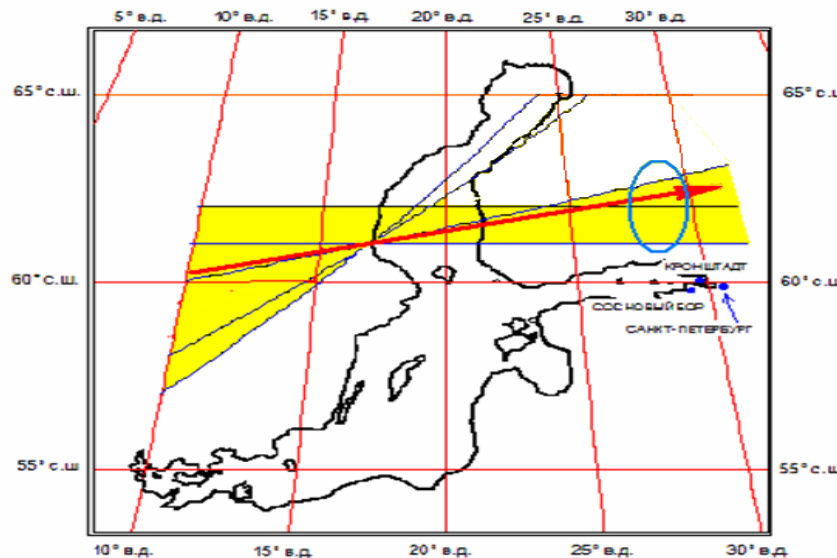 5° в.д. 10° в.д. 15° в.д. 20° в.д. 25° в.д. 30° в.д.
65° с.ш. 65° с.ш
КРОНШТАДТ
60° с.ш. 60° с.ш.
СОСНОВЫЙ БОР
САНКТ-ПЕТЕРБУРГ
55° с.ш 55° с.ш.
10° в.д. 15° в.д. 20° в.д. 25° в.д. 30° в.д.